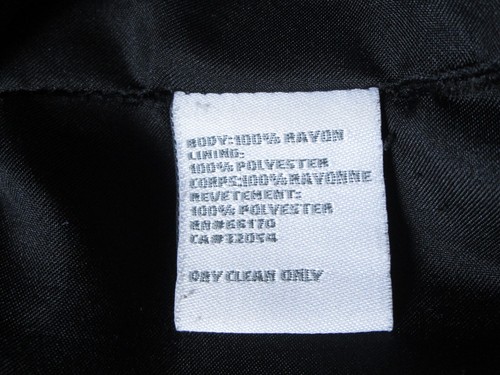 BODY:100% RAYON
LINING:
100% POLYESTER
CORPS:100% RAYONNE
REVETEMENT:
100% POLYESTER
RN#66170
CA#32054
DRY CLEAN ONLY